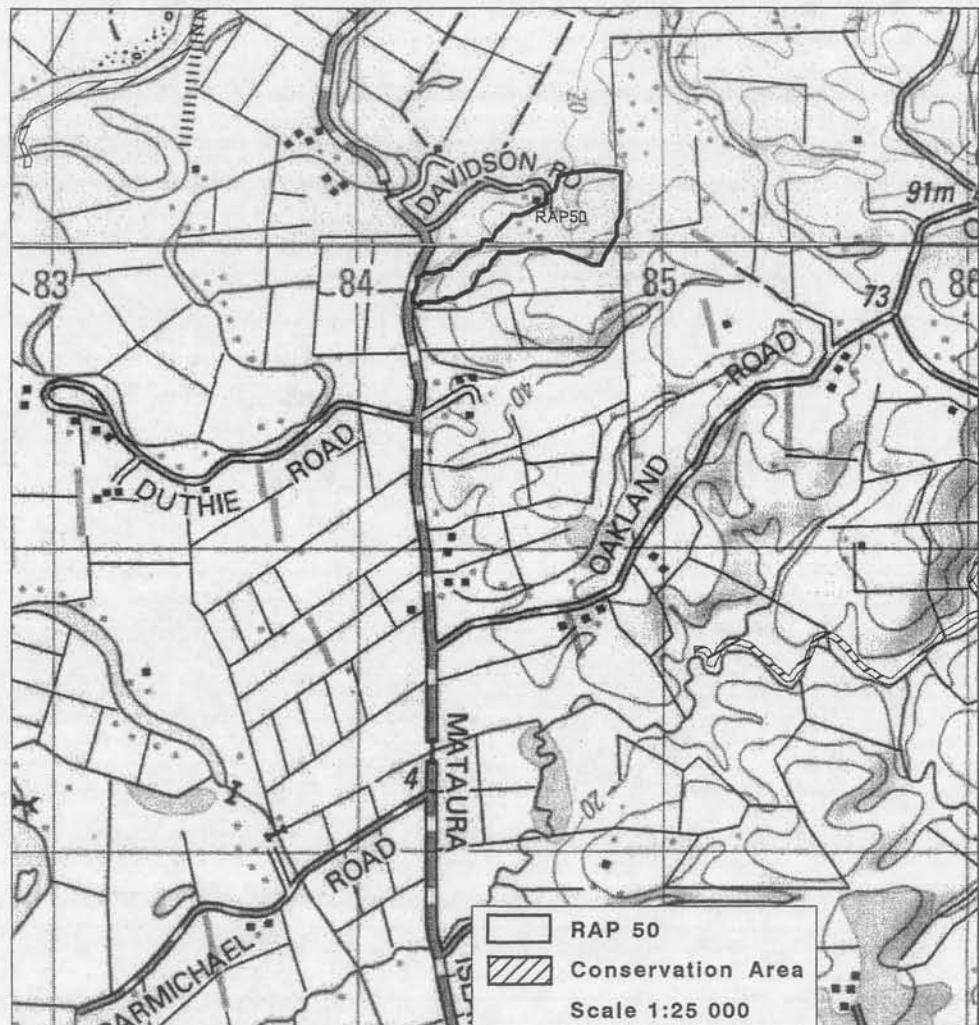 20
DAVIDSON RD
RAP50
91m
83
84
85
86
73
40
ROAD
OAKLAND
DUTHIE ROAD
MATAURA
4
20
CARMICHAEL ROAD
RAP 50
Conservation Area
Scale 1:25 000